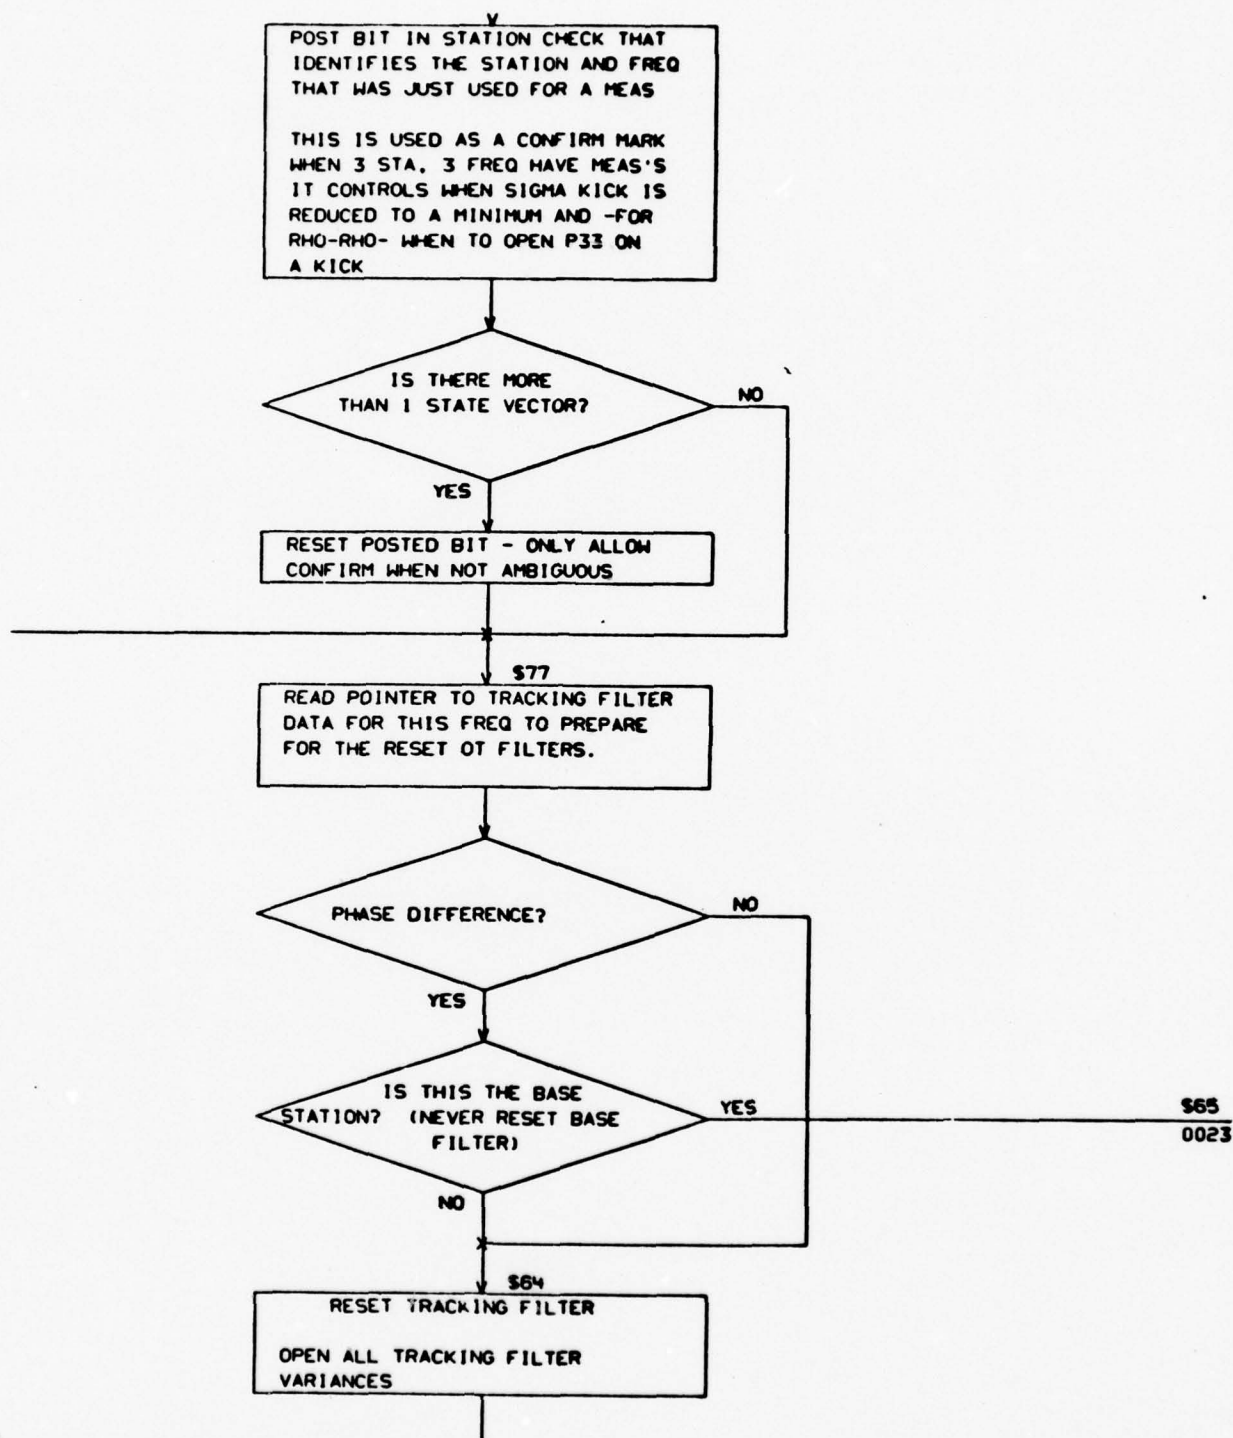 POST BIT IN STATION CHECK THAT
IDENTIFIES THE STATION AND FREQ
THAT WAS JUST USED FOR A MEAS
THIS IS USED AS A CONFIRM MARK
WHEN 3 STA, 3 FREQ HAVE MEAS'S
IT CONTROLS WHEN SIGMA KICK IS
REDUCED TO A MINIMUM AND -FOR
RHO-RHO- WHEN TO OPEN P33 ON
A KICK
IS THERE MORE
THAN 1 STATE VECTOR?
NO
YES
RESET POSTED BIT - ONLY ALLOW
CONFIRM WHEN NOT AMBIGUOUS
$77
READ POINTER TO TRACKING FILTER
DATA FOR THIS FREQ TO PREPARE
FOR THE RESET OT FILTERS.
PHASE DIFFERENCE?
NO
YES
IS THIS THE BASE
STATION? (NEVER RESET BASE
FILTER)
YES
$65
0023
NO
$64
RESET TRACKING FILTER
OPEN ALL TRACKING FILTER
VARIANCES